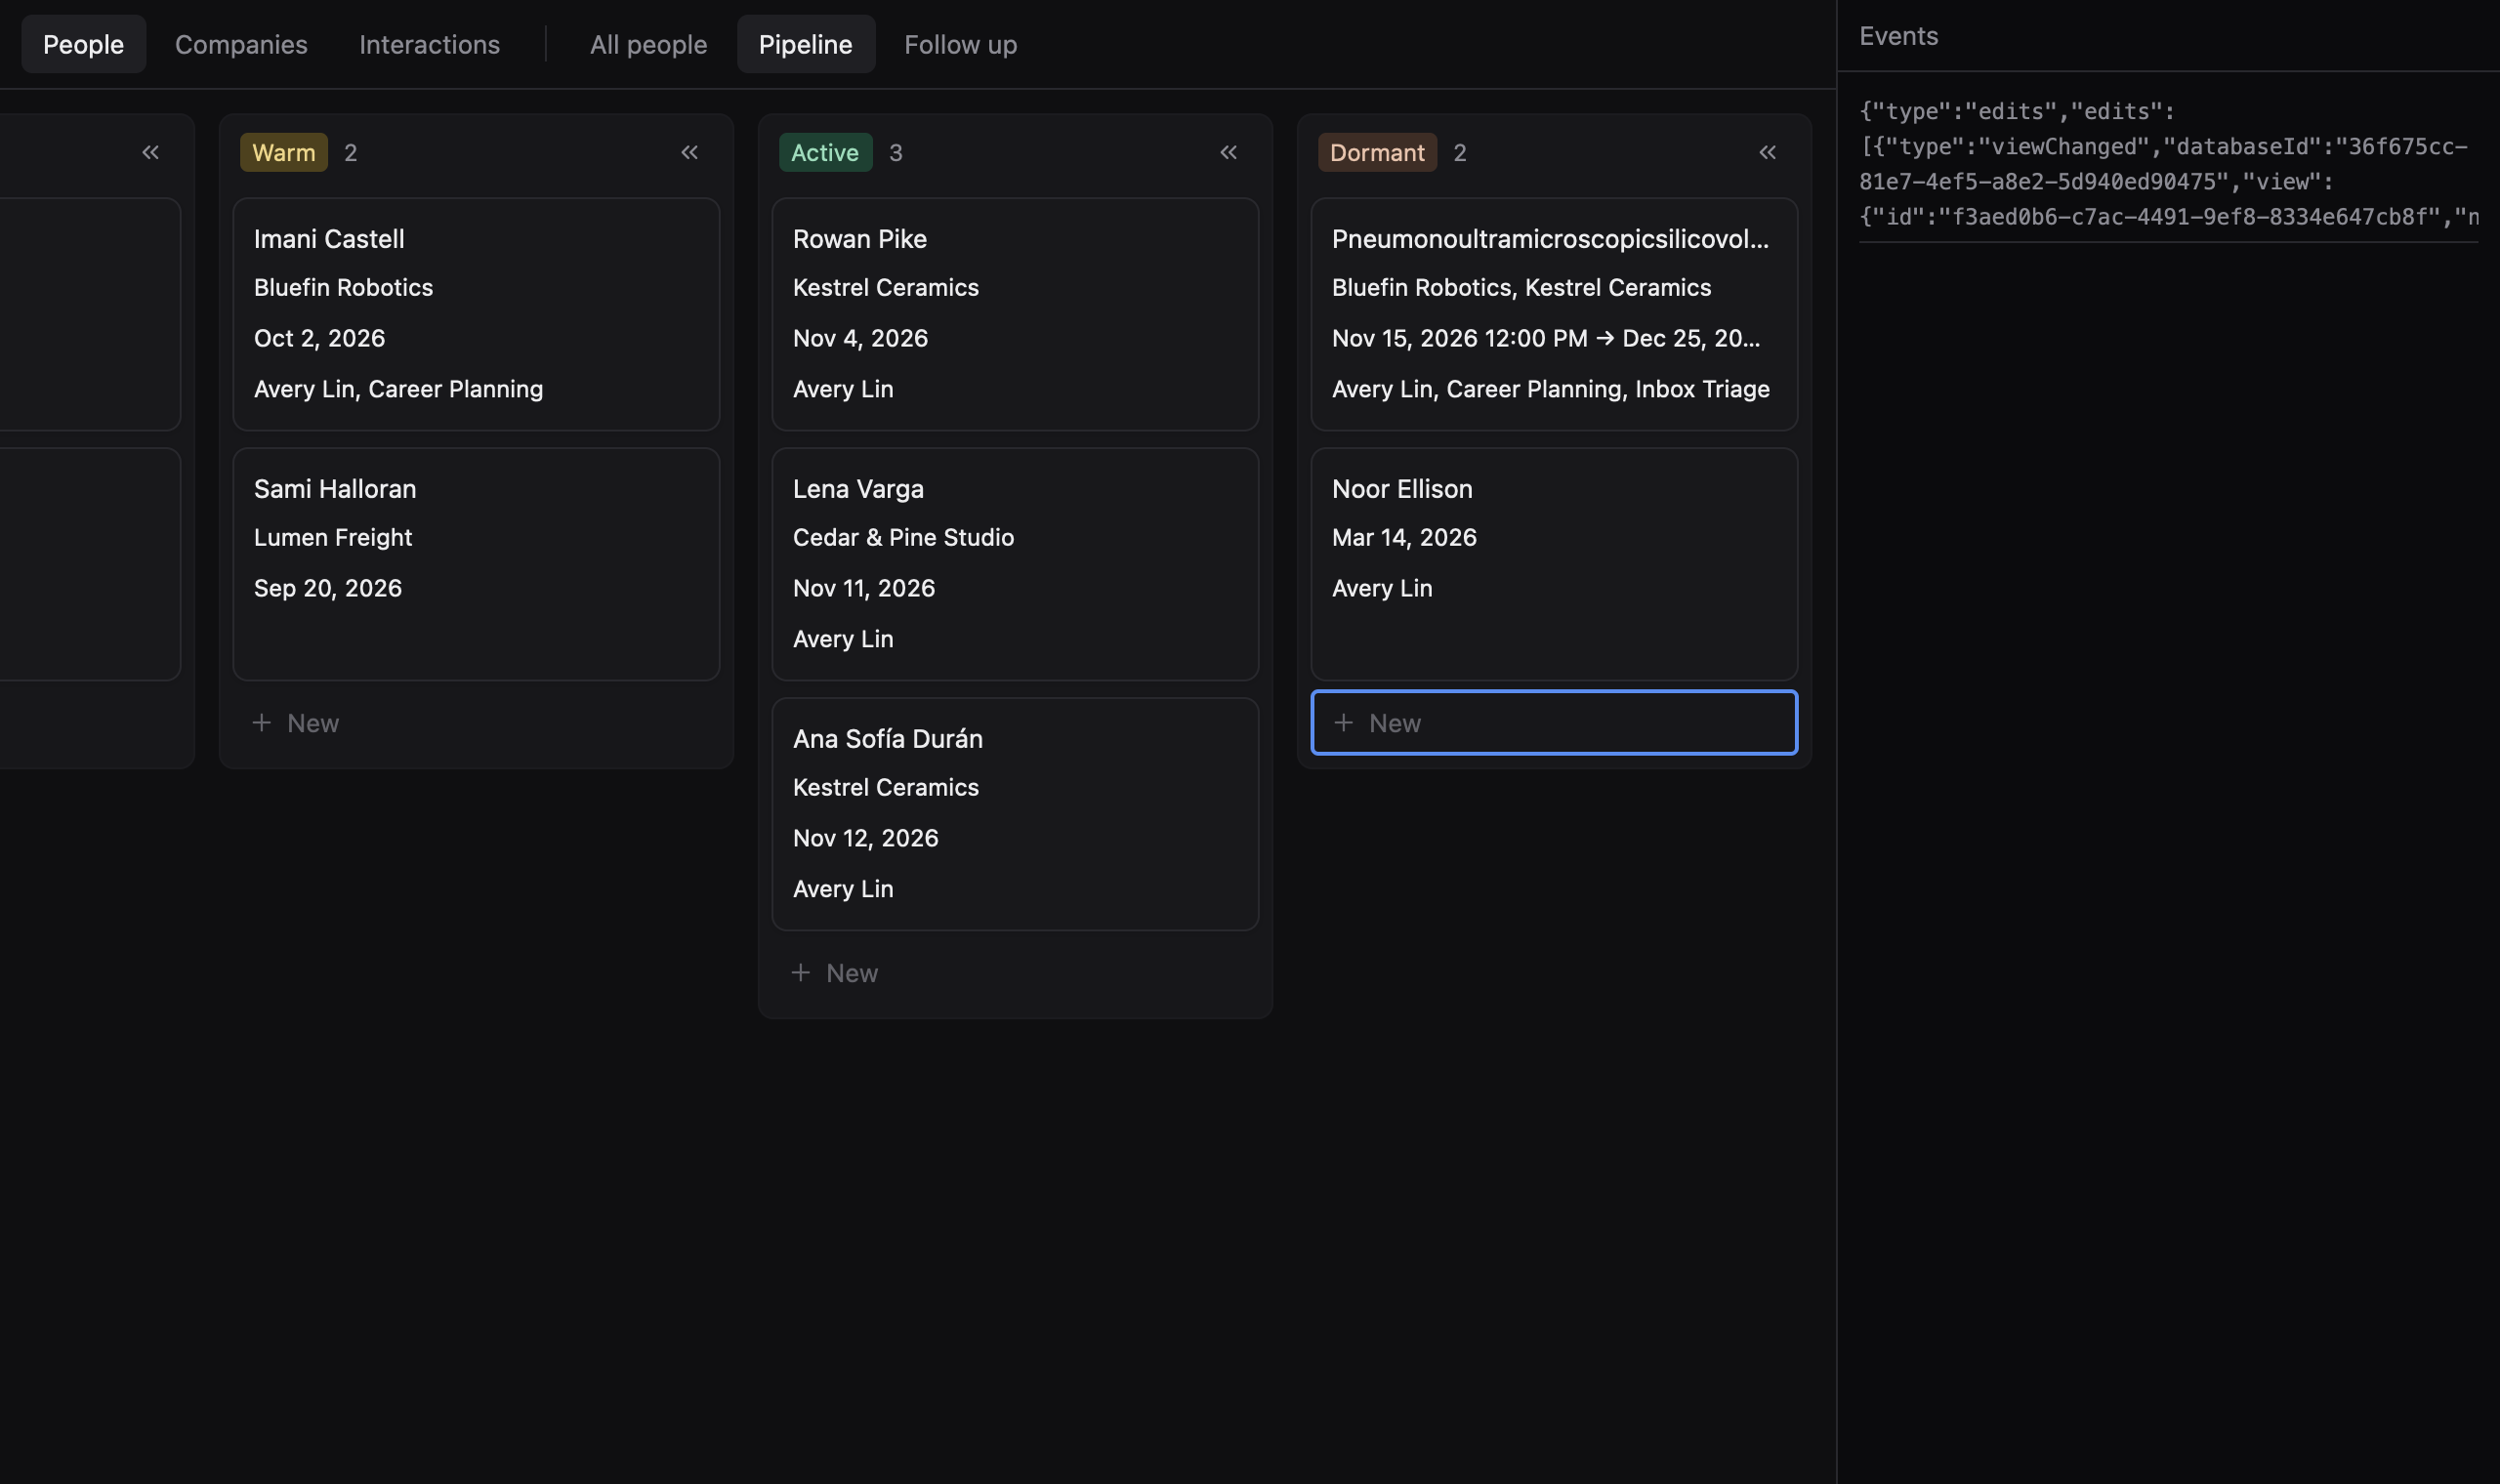 People Companies Interactions All people Pipeline Follow up
Warm 2
Imani Castell
Bluefin Robotics
Oct 2, 2026
Avery Lin, Career Planning
Sami Halloran
Lumen Freight
Sep 20, 2026
+ New
Active 3
Rowan Pike
Kestrel Ceramics
Nov 4, 2026
Avery Lin
Lena Varga
Cedar & Pine Studio
Nov 11, 2026
Avery Lin
Ana Sofía Durán
Kestrel Ceramics
Nov 12, 2026
Avery Lin
+ New
Dormant 2
Pneumonoultramicroscopicsilicovol...
Bluefin Robotics, Kestrel Ceramics
Nov 15, 2026 12:00 PM → Dec 25, 20...
Avery Lin, Career Planning, Inbox Triage
Noor Ellison
Mar 14, 2026
Avery Lin
+ New
Events
{"type":"edits","edits":
[{"type":"viewChanged","databaseId":"36f675cc-
81e7-4ef5-a8e2-5d940ed90475","view":
{"id":"f3aed0b6-c7ac-4491-9ef8-8334e647cb8f","n